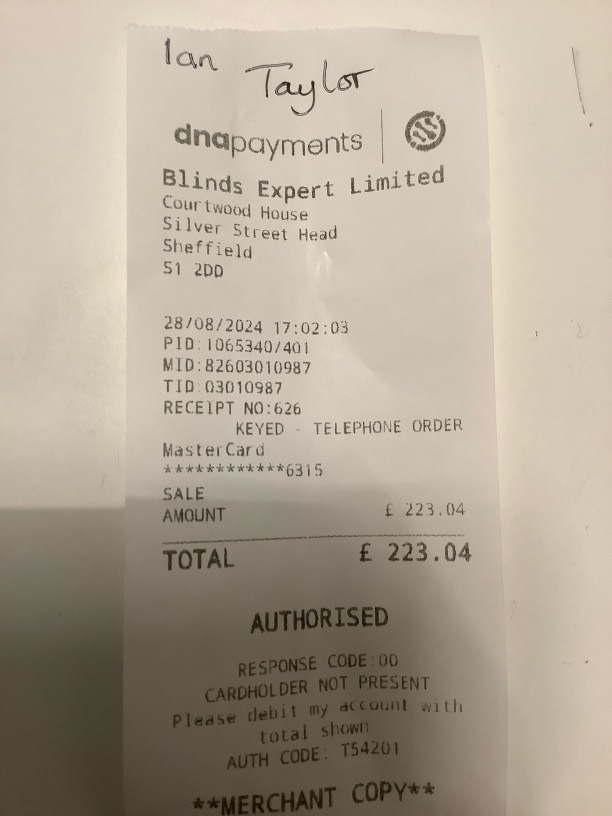 Ian Taylor
dnapayments
Blinds Expert Limited
Courtwood House
Silver Street Head
Sheffield
S1 2DD
28/08/2024 17:02:03
PID:1065340/401
MID:82603010987
TID:03010987
RECEIPT NO:626
KEYED - TELEPHONE ORDER
MasterCard
************6315
SALE
AMOUNT £ 223.04
TOTAL £ 223.04
AUTHORISED
RESPONSE CODE:00
CARDHOLDER NOT PRESENT
Please debit my account with
total shown
AUTH CODE: T54201
**MERCHANT COPY**